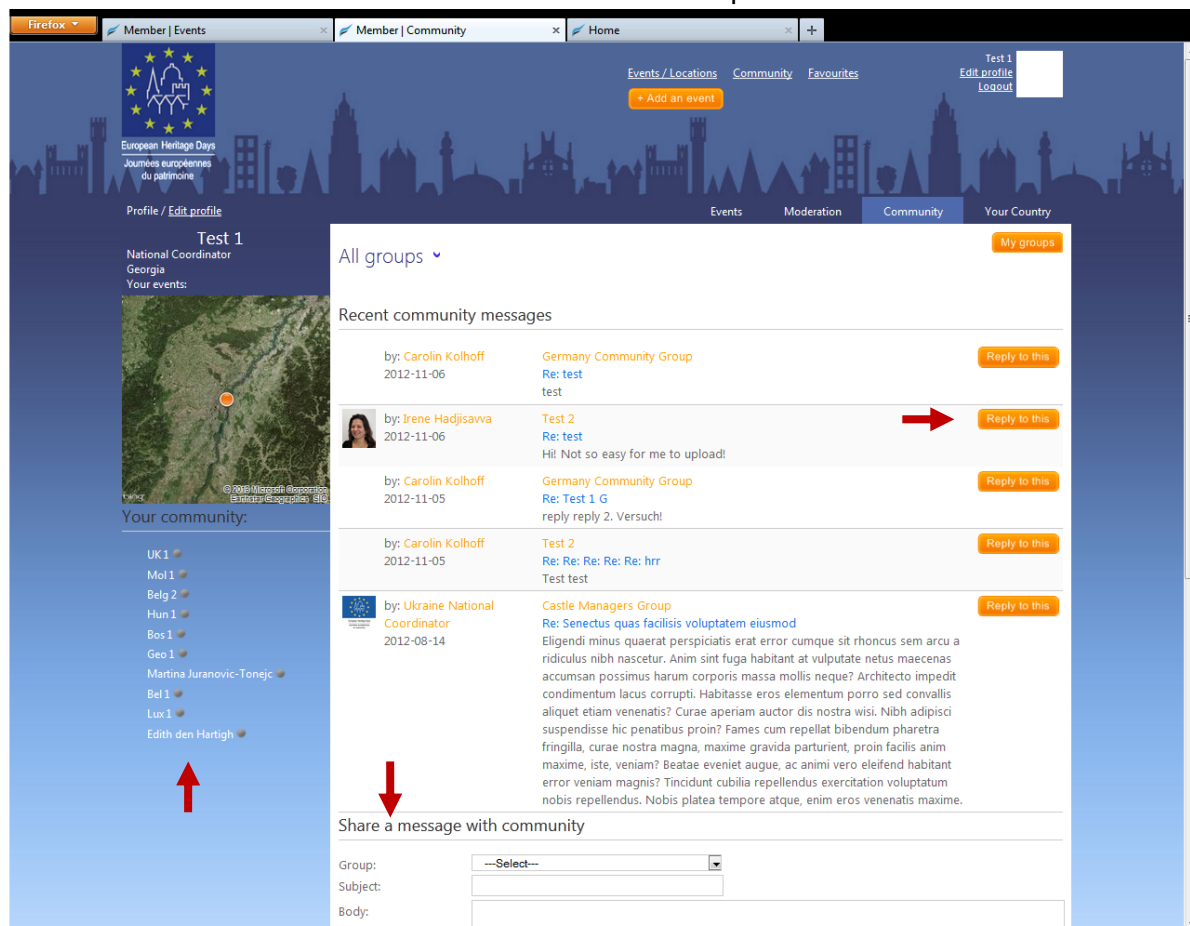 Firefox
Member | Events
Member | Community
Home
Test 1
Edit profile
Logout
Events / Locations Community Favourites
+ Add an event
European Heritage Days
Journées européennes
du patrimoine
Profile / Edit profile
Events Moderation Community Your Country
Test 1
National Coordinator
Georgia
Your events:
© 2013 Microsoft Corporation
Earthstar Geographics SIO
bing
Your community:
UK 1
Mol 1
Belg 2
Hun 1
Bos 1
Geo 1
Martina Juranovic-Tonejc
Bel 1
Lux 1
Edith den Hartigh
All groups
My groups
Recent community messages
by: Carolin Kolhoff Germany Community Group Reply to this
2012-11-06 Re: test
test
by: Irene Hadjisavva Test 2 Reply to this
2012-11-06 Re: test
Hi! Not so easy for me to upload!
by: Carolin Kolhoff Germany Community Group Reply to this
2012-11-05 Re: Test 1 G
reply reply 2. Versuch!
by: Carolin Kolhoff Test 2 Reply to this
2012-11-05 Re: Re: Re: Re: Re: hrr
Test test
by: Ukraine National Castle Managers Group Reply to this
Coordinator Re: Senectus quas facilisis voluptatem eiusmod
2012-08-14 Eligendi minus quaerat perspiciatis erat error cumque sit rhoncus sem arcu a
ridiculus nibh nascetur. Anim sint fuga habitant at vulputate netus maecenas
accumsan possimus harum corporis massa mollis neque? Architecto impedit
condimentum lacus corrupti. Habitasse eros elementum porro sed convallis
aliquet etiam venenatis? Curae aperiam auctor dis nostra wisi. Nibh adipisci
suspendisse hic penatibus proin? Fames cum repellat bibendum pharetra
fringilla, curae nostra magna, maxime gravida parturient, proin facilis anim
maxime, iste, veniam? Beatae eveniet augue, ac animi vero eleifend habitant
error veniam magnis? Tincidunt cubilia repellendus exercitation voluptatum
nobis repellendus. Nobis platea tempore atque, enim eros venenatis maxime.
Share a message with community
Group: ---Select---
Subject:
Body: